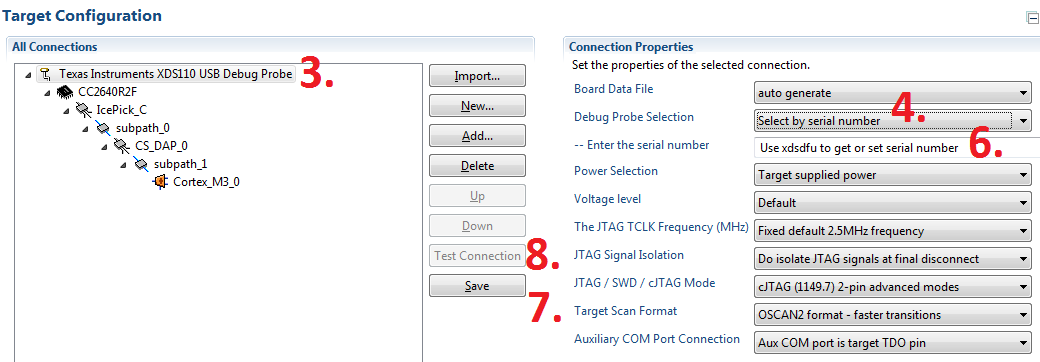 Target Configuration
All Connections
Texas Instruments XDS110 USB Debug Probe
3.
CC2640R2F
IcePick_C
subpath_0
CS_DAP_0
subpath_1
Cortex_M3_0
Import...
New...
Add...
Delete
Up
Down
Test Connection
8.
Save
7.
Connection Properties
Set the properties of the selected connection.
Board Data File auto generate
4.
Debug Probe Selection Select by serial number
-- Enter the serial number Use xdsdfu to get or set serial number
6.
Power Selection Target supplied power
Voltage level Default
The JTAG TCLK Frequency (MHz) Fixed default 2.5MHz frequency
JTAG Signal Isolation Do isolate JTAG signals at final disconnect
JTAG / SWD / cJTAG Mode cJTAG (1149.7) 2-pin advanced modes
Target Scan Format OSCAN2 format - faster transitions
Auxiliary COM Port Connection Aux COM port is target TDO pin